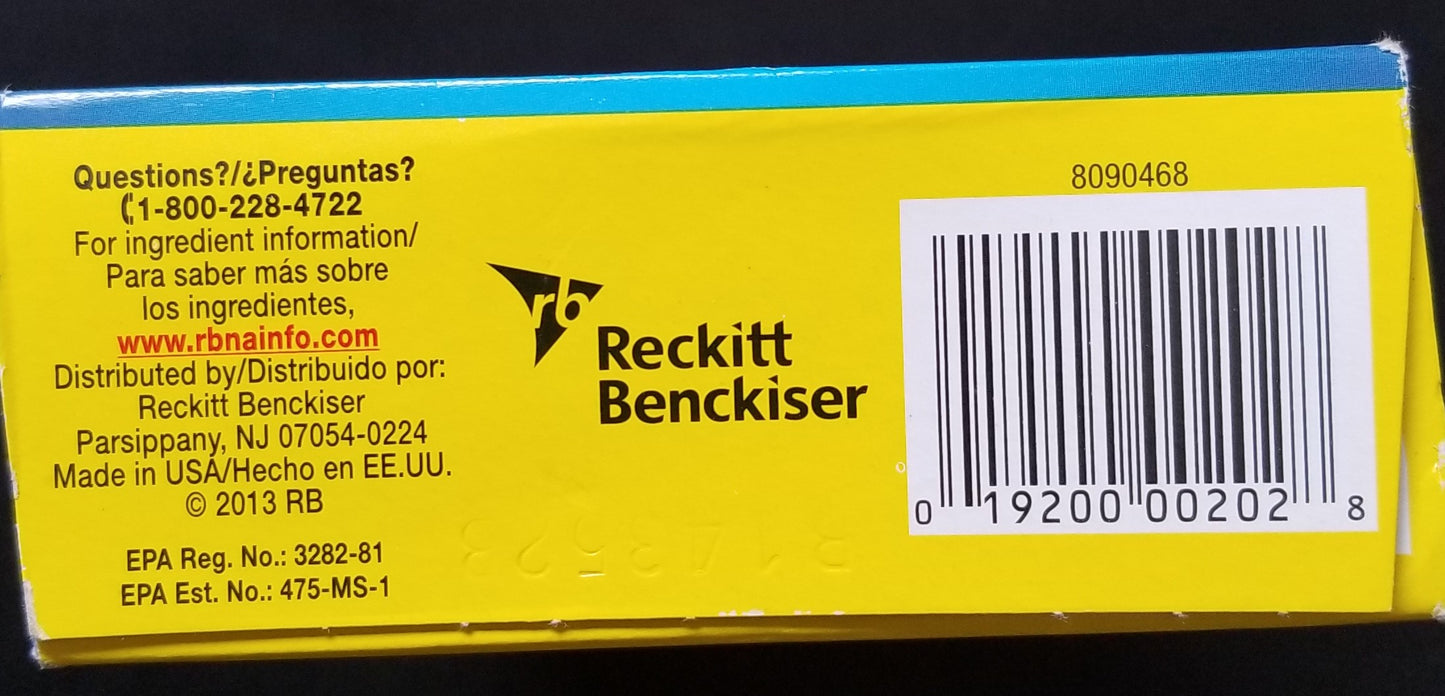 Questions?/¿Preguntas?
1-800-228-4722
For ingredient information/
Para saber más sobre
los ingredientes,
www.rbnainfo.com
Distributed by/Distribuido por:
Reckitt Benckiser
Parsippany, NJ 07054-0224
Made in USA/Hecho en EE.UU.
© 2013 RB
EPA Reg. No.: 3282-81
EPA Est. No.: 475-MS-1
rb
Reckitt
Benckiser
8090468
0 19200 00202 8